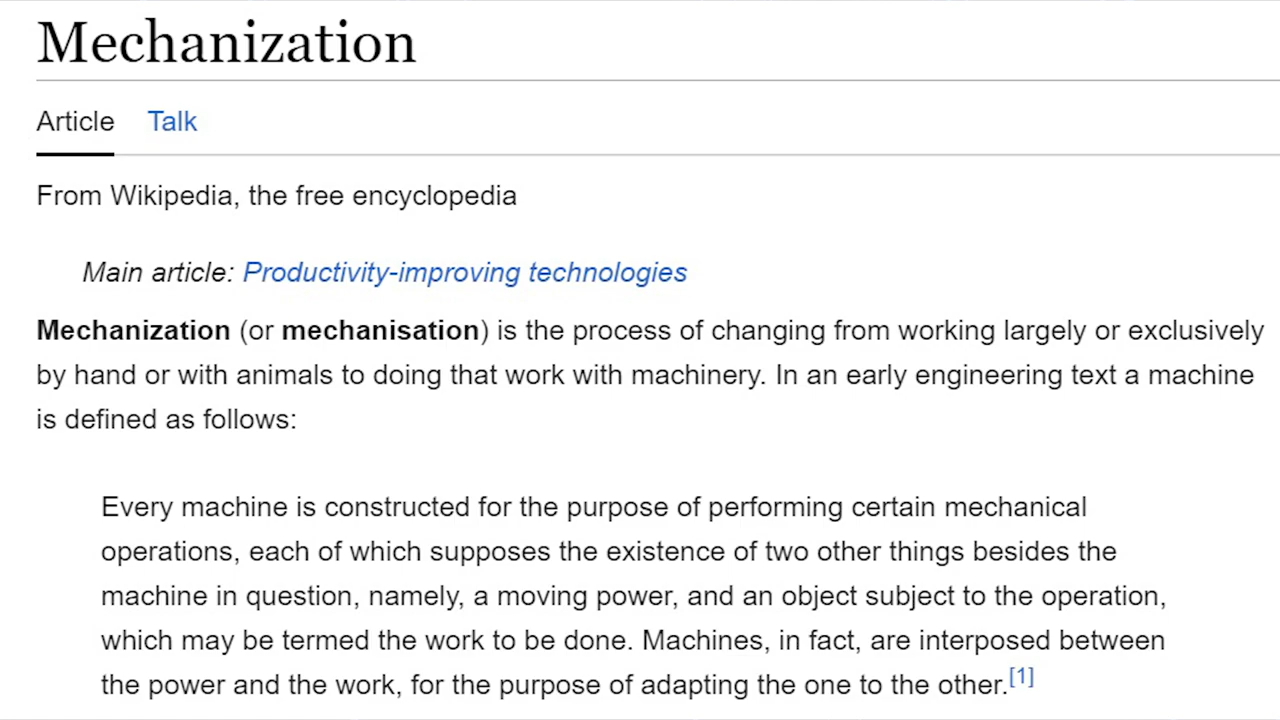 Mechanization
Article Talk
From Wikipedia, the free encyclopedia
Main article: Productivity-improving technologies
Mechanization (or mechanisation) is the process of changing from working largely or exclusively
by hand or with animals to doing that work with machinery. In an early engineering text a machine
is defined as follows:
Every machine is constructed for the purpose of performing certain mechanical
operations, each of which supposes the existence of two other things besides the
machine in question, namely, a moving power, and an object subject to the operation,
which may be termed the work to be done. Machines, in fact, are interposed between
the power and the work, for the purpose of adapting the one to the other.[1]